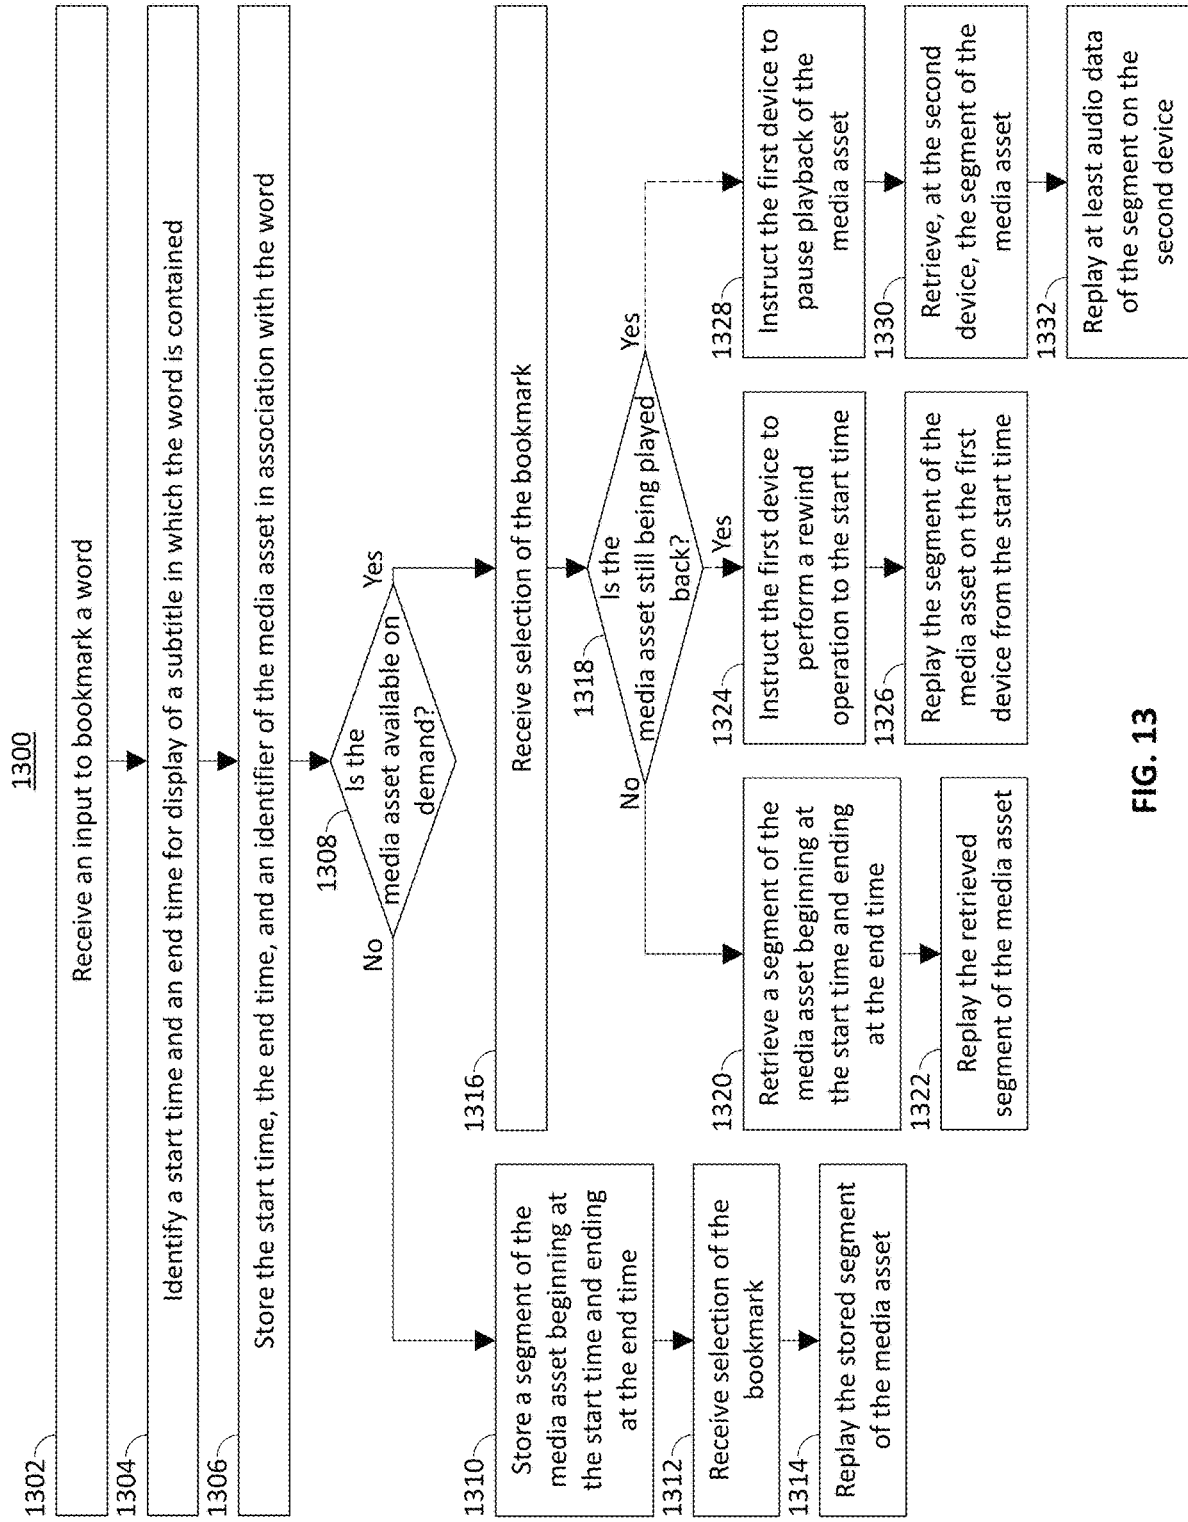 1300
1302
Receive an input to bookmark a word
1304
Identify a start time and an end time for display of a subtitle in which the word is contained
1306
Store the start time, the end time, and an identifier of the media asset in association with the word
1308
Is the
media asset available on
demand?
No
Yes
1310
Store a segment of the
media asset beginning at
the start time and ending
at the end time
1312
Receive selection of the
bookmark
1314
Replay the stored segment
of the media asset
1316
Receive selection of the bookmark
1318
Is the
media asset still being played
back?
No
Yes
Yes
1320
Retrieve a segment of the
media asset beginning at
the start time and ending
at the end time
1322
Replay the retrieved
segment of the media asset
1324
Instruct the first device to
perform a rewind
operation to the start time
1326
Replay the segment of the
media asset on the first
device from the start time
1328
Instruct the first device to
pause playback of the
media asset
1330
Retrieve, at the second
device, the segment of the
media asset
1332
Replay at least audio data
of the segment on the
second device
FIG. 13